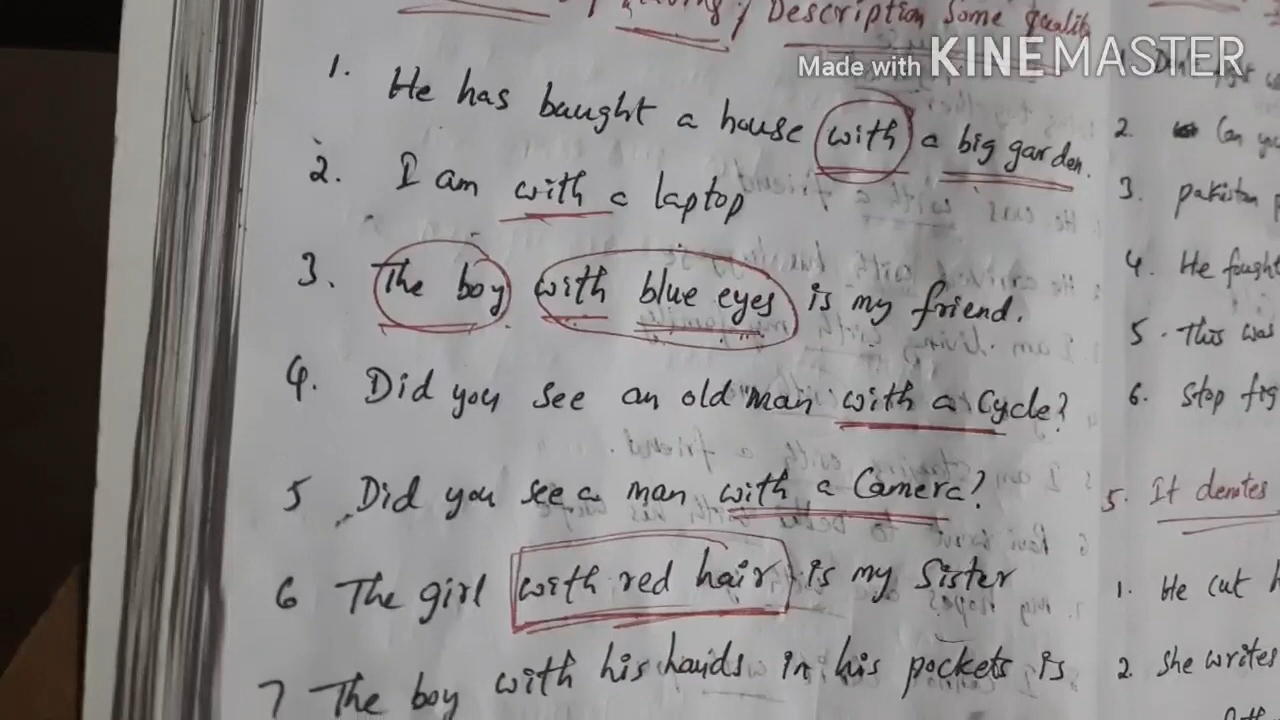 Description Some
Made with KINEMASTER
1. He has baught a house with a big garden.
2. I am with a laptop
3. The boy with blue eyes is my friend.
4. Did you see an old man with a cycle?
5 Did you see a man with a Camera?
6 The girl with red hair is my Sister
7 The boy with his hands in his pockets is
2. Can
3. pakistan
4. He fought
5. This was
6. Stop
5. It denotes
1. He cut
2. She writes